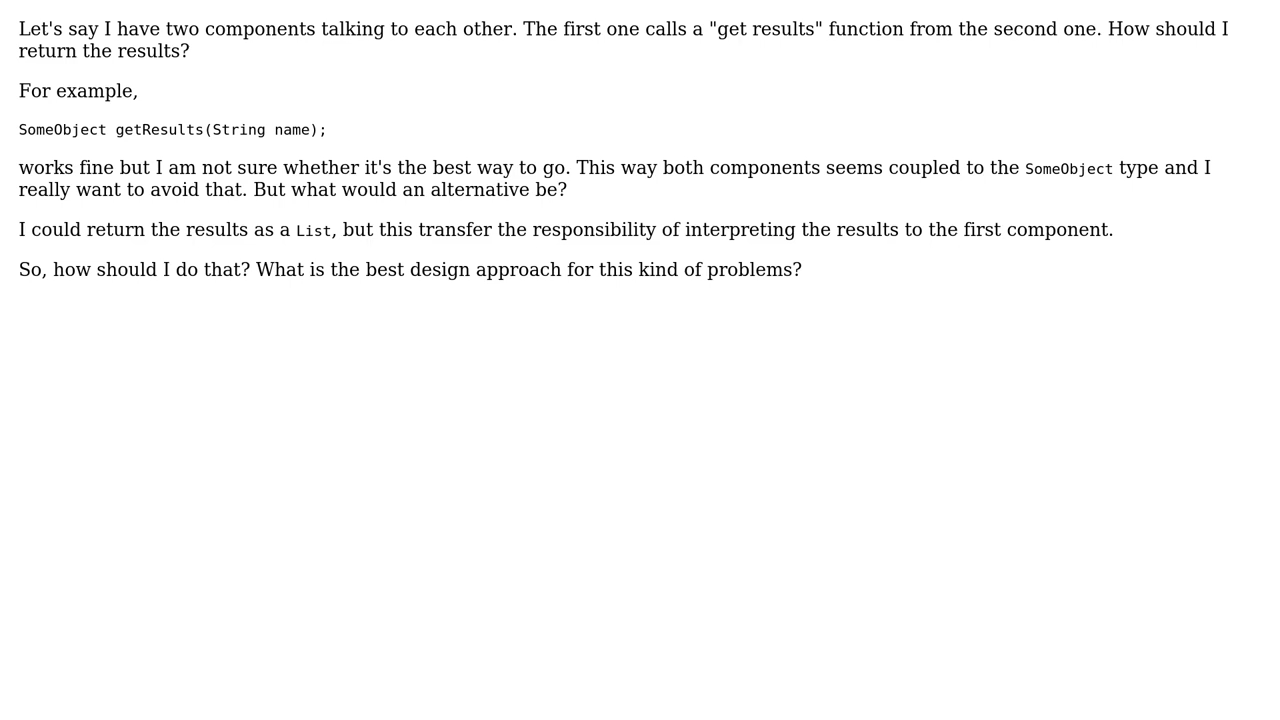 Let's say I have two components talking to each other. The first one calls a "get results" function from the second one. How should I
return the results?
For example,
SomeObject getResults(String name);
works fine but I am not sure whether it's the best way to go. This way both components seems coupled to the SomeObject type and I
really want to avoid that. But what would an alternative be?
I could return the results as a List, but this transfer the responsibility of interpreting the results to the first component.
So, how should I do that? What is the best design approach for this kind of problems?